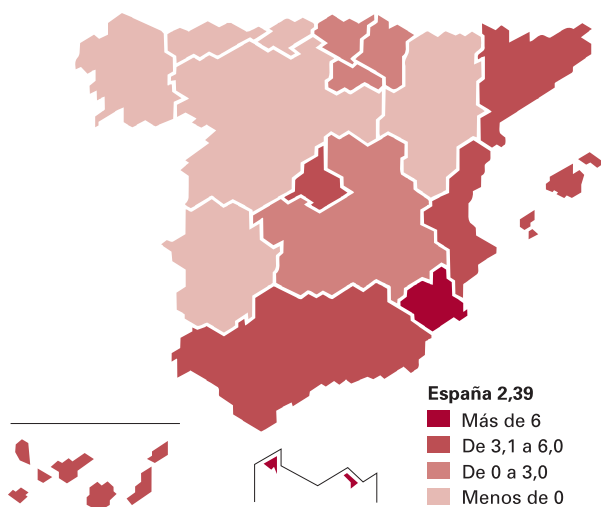 España 2,39
Más de 6
De 3,1 a 6,0
De 0 a 3,0
Menos de 0